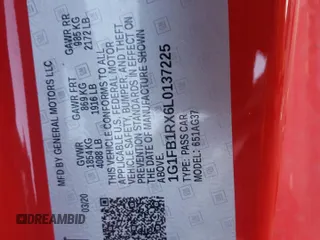 MFD BY GENERAL MOTORS LLC
03/20
GVWR
1854 KG
4088 LB
GAWR FRT
869 KG
1916 LB
GAWR RR
985 KG
2172 LB
THIS VEHICLE CONFORMS TO ALL
APPLICABLE U.S. FEDERAL MOTOR
VEHICLE SAFETY, BUMPER, AND THEFT
PREVENTION STANDARDS IN EFFECT ON
THE DATE OF MANUFACTURE SHOWN
ABOVE.
1G1FB1RX6L0137225
TYPE: PASS CAR
MODEL: 6S1AG37
DREAMBID